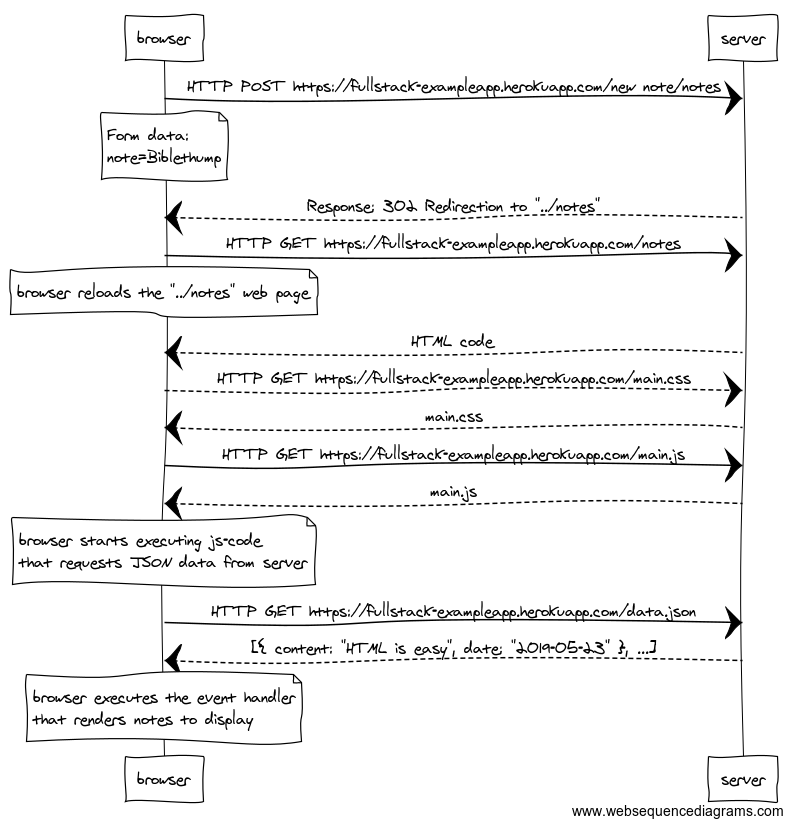 browser
server
HTTP POST https://fullstack-exampleapp.herokuapp.com/new note/notes
Form data:
note=Biblethump
Response: 302 Redirection to "../notes"
HTTP GET https://fullstack-exampleapp.herokuapp.com/notes
browser reloads the "../notes" web page
HTML code
HTTP GET https://fullstack-exampleapp.herokuapp.com/main.css
main.css
HTTP GET https://fullstack-exampleapp.herokuapp.com/main.js
main.js
browser starts executing js-code
that requests JSON data from server
HTTP GET https://fullstack-exampleapp.herokuapp.com/data.json
[{ content: "HTML is easy", date: "2019-05-23" }, ...]
browser executes the event handler
that renders notes to display
browser
server
www.websequencediagrams.com